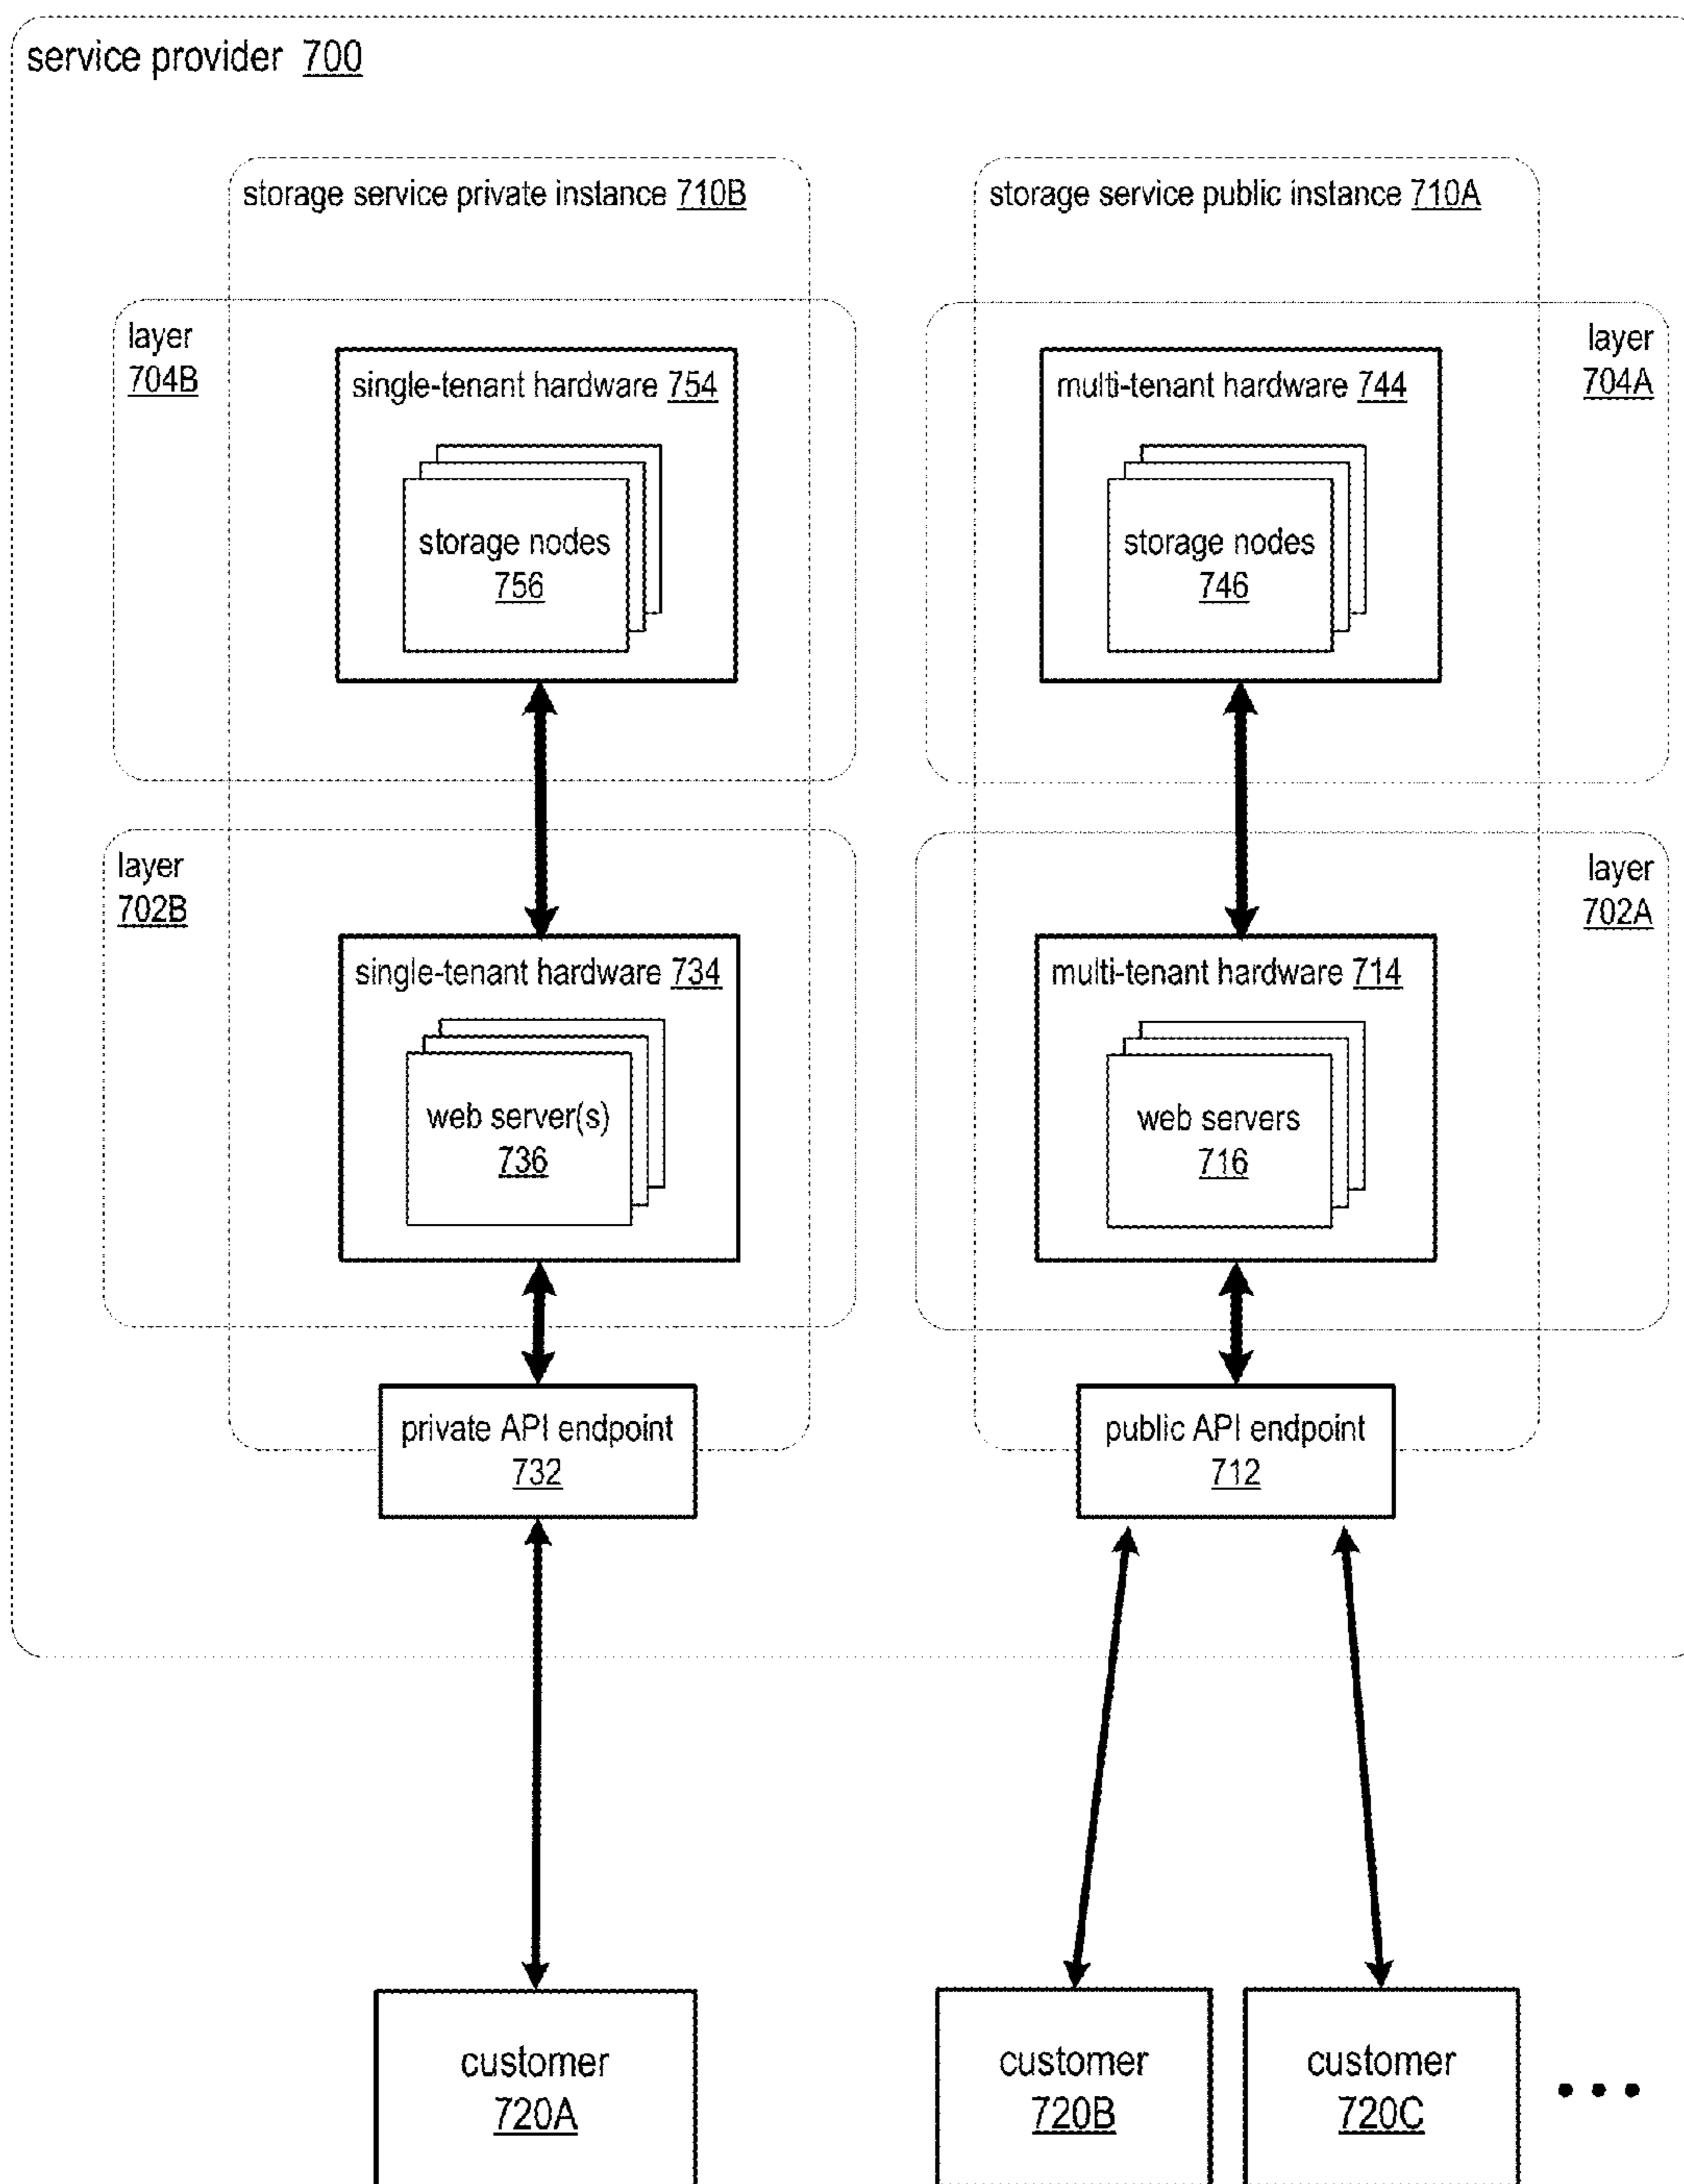 service provider 700
storage service private instance 710B
storage service public instance 710A
layer
704B
single-tenant hardware 754
storage nodes
756
multi-tenant hardware 744
storage nodes
746
layer
704A
layer
702B
single-tenant hardware 734
web server(s)
736
multi-tenant hardware 714
web servers
716
layer
702A
private API endpoint
732
public API endpoint
712
customer
720A
customer
720B
customer
720C
• • •